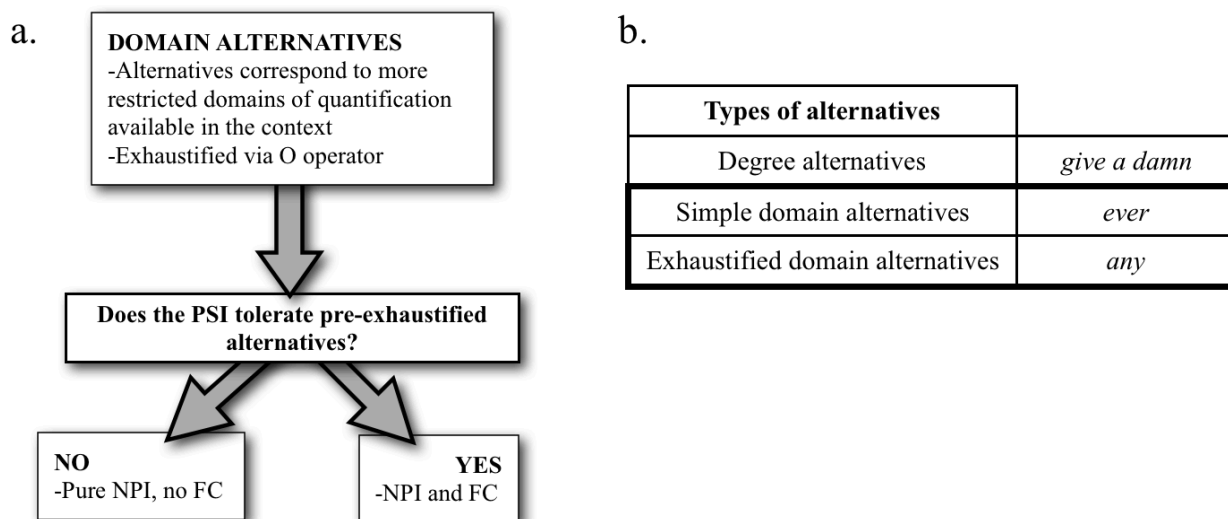 a.
DOMAIN ALTERNATIVES
-Alternatives correspond to more
restricted domains of quantification
available in the context
-Exhaustified via O operator
Does the PSI tolerate pre-exhaustified
alternatives?
NO
-Pure NPI, no FC
YES
-NPI and FC
b.
Types of alternatives
Degree alternatives give a damn
Simple domain alternatives ever
Exhaustified domain alternatives any